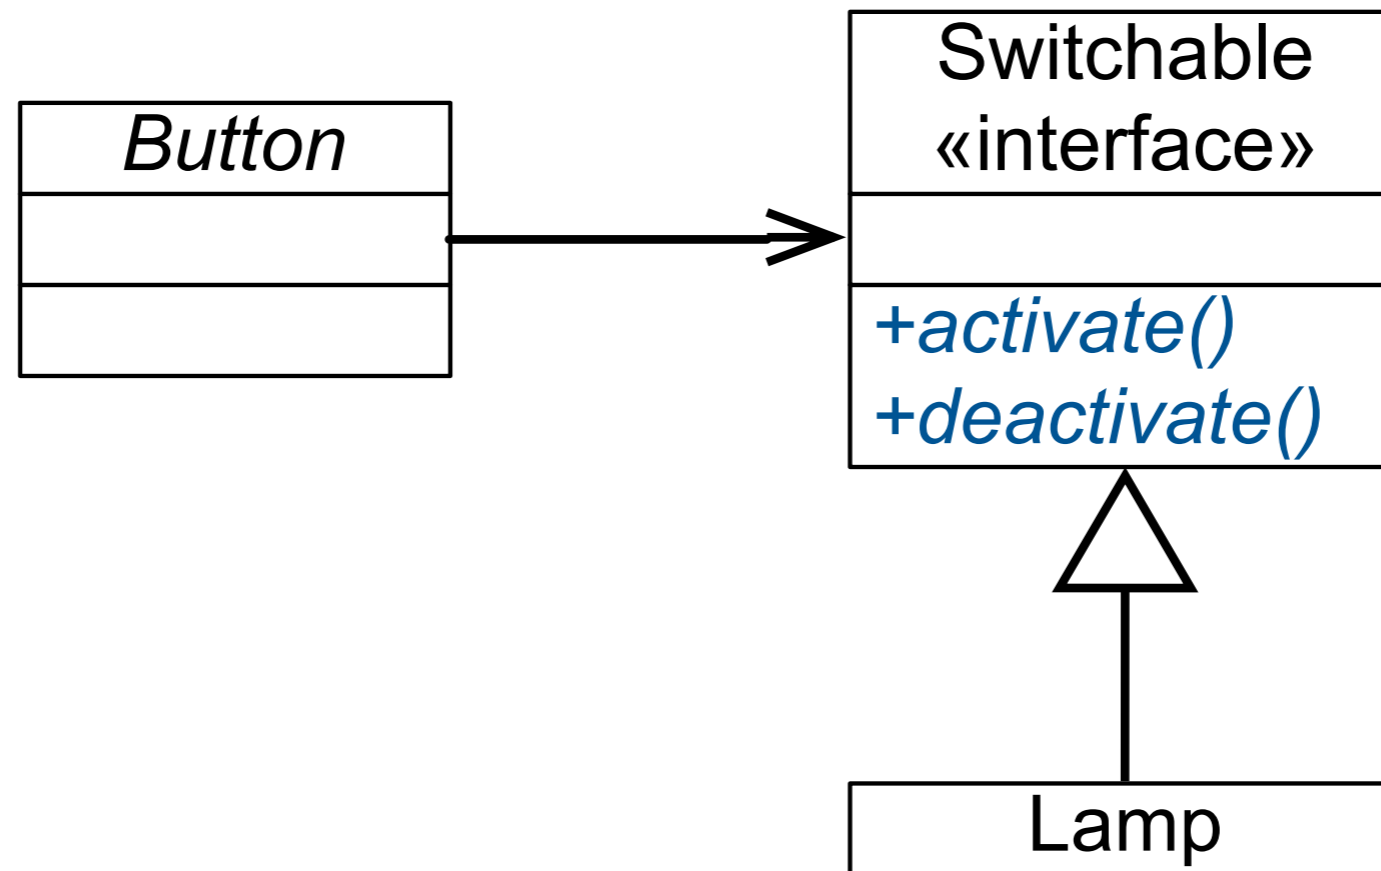 Button
Switchable
«interface»
+activate()
+deactivate()
Lamp